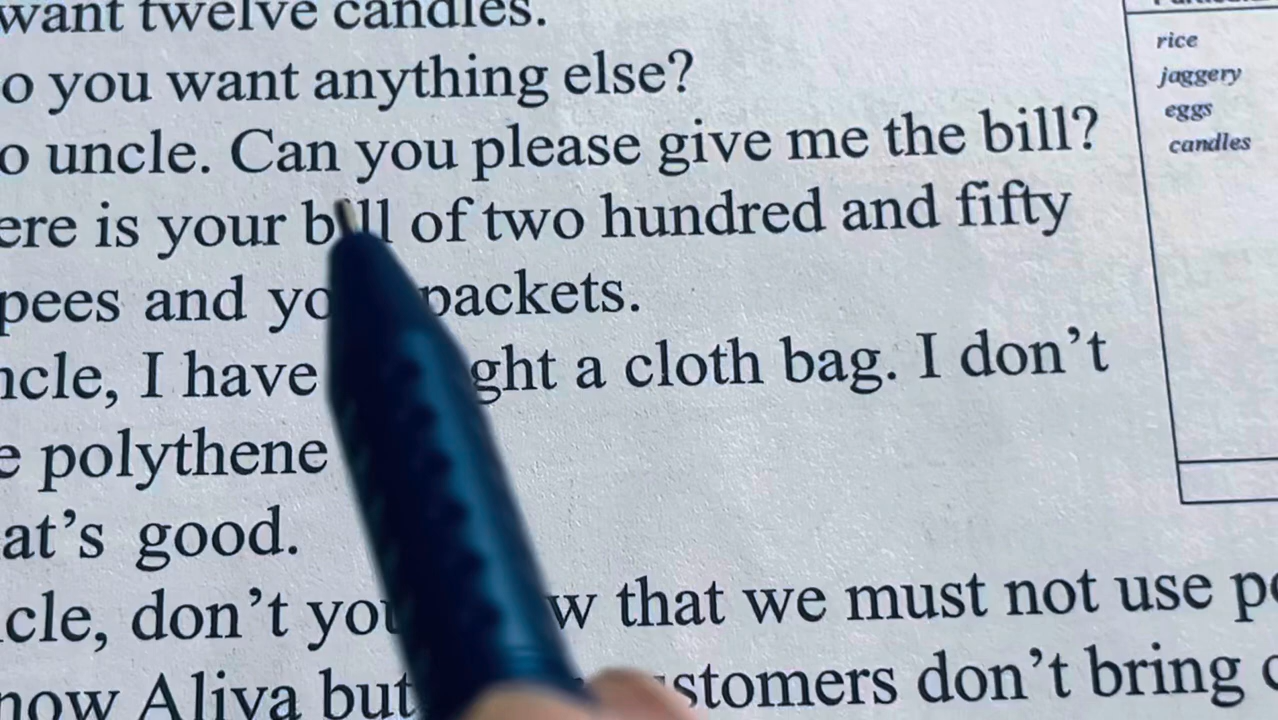 want twelve candles.
o you want anything else?
o uncle. Can you please give me the bill?
ere is your bill of two hundred and fifty
pees and yo packets.
ncle, I have ght a cloth bag. I don't
e polythene
at's good.
cle, don't you w that we must not use p
now Aliya but stomers don't bring
rice
jaggery
eggs
candles